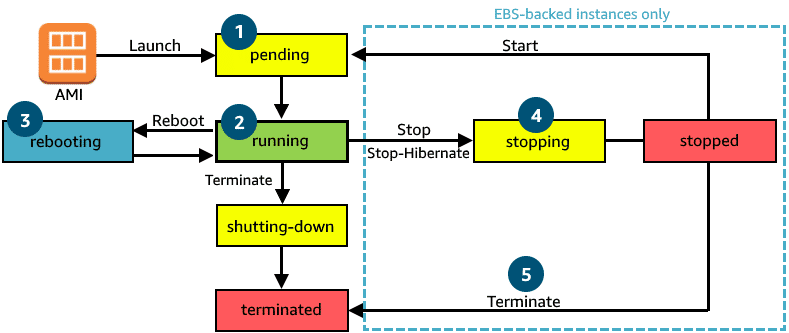 EBS-backed instances only
1
Launch
pending
Start
AMI
3
Reboot
2
4
rebooting
running
Stop
Stop-Hibernate
stopping
stopped
Terminate
shutting-down
5
Terminate
terminated